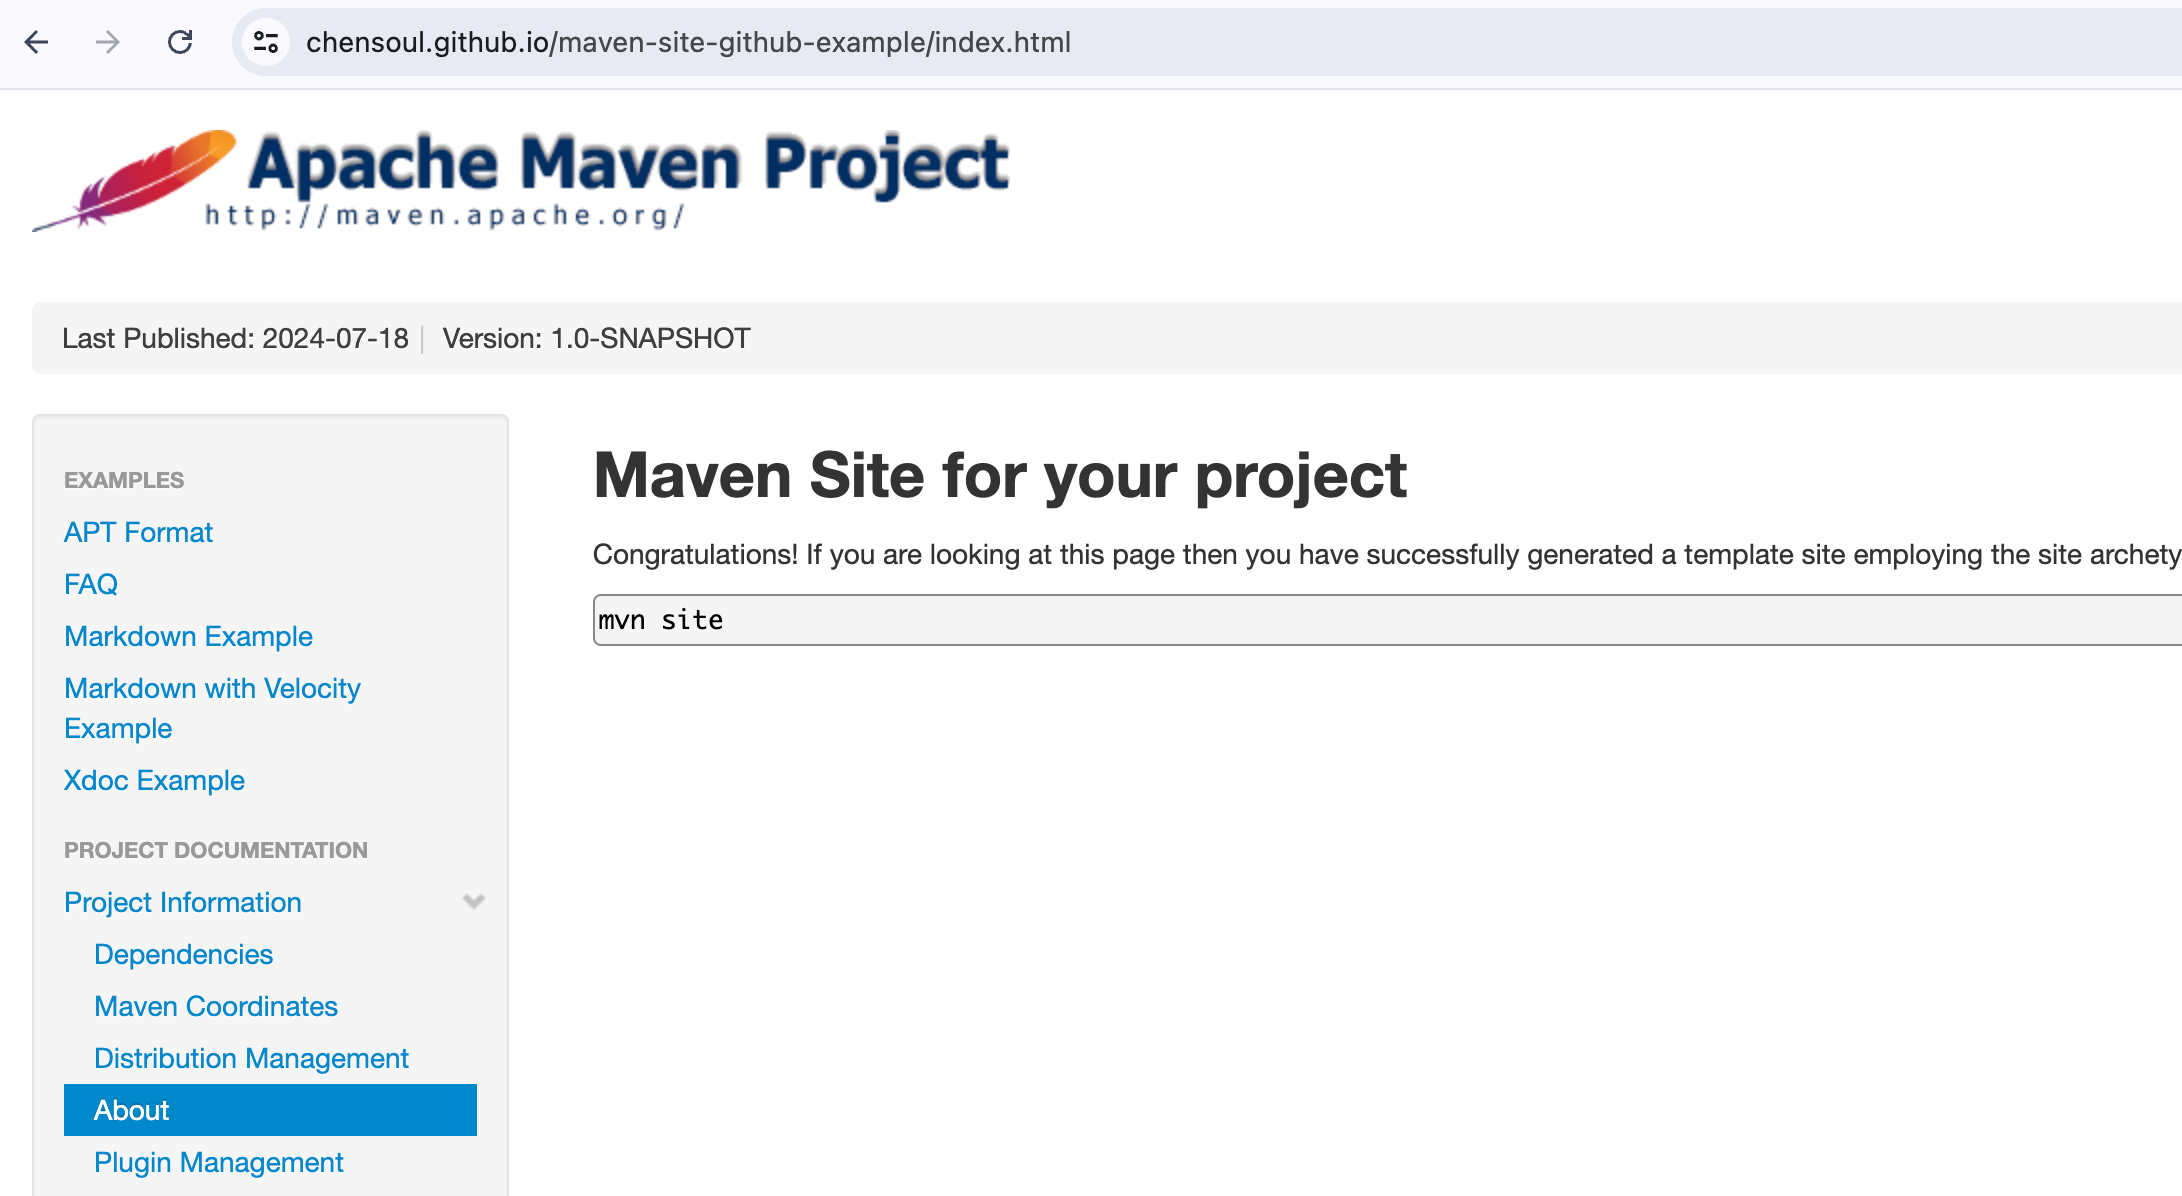 chensoul.github.io/maven-site-github-example/index.html
Apache Maven Project
http://maven.apache.org/
Last Published: 2024-07-18 | Version: 1.0-SNAPSHOT
EXAMPLES
APT Format
FAQ
Markdown Example
Markdown with Velocity
Example
Xdoc Example
PROJECT DOCUMENTATION
Project Information
Dependencies
Maven Coordinates
Distribution Management
About
Plugin Management
Maven Site for your project
Congratulations! If you are looking at this page then you have successfully generated a template site employing the site archety
mvn site